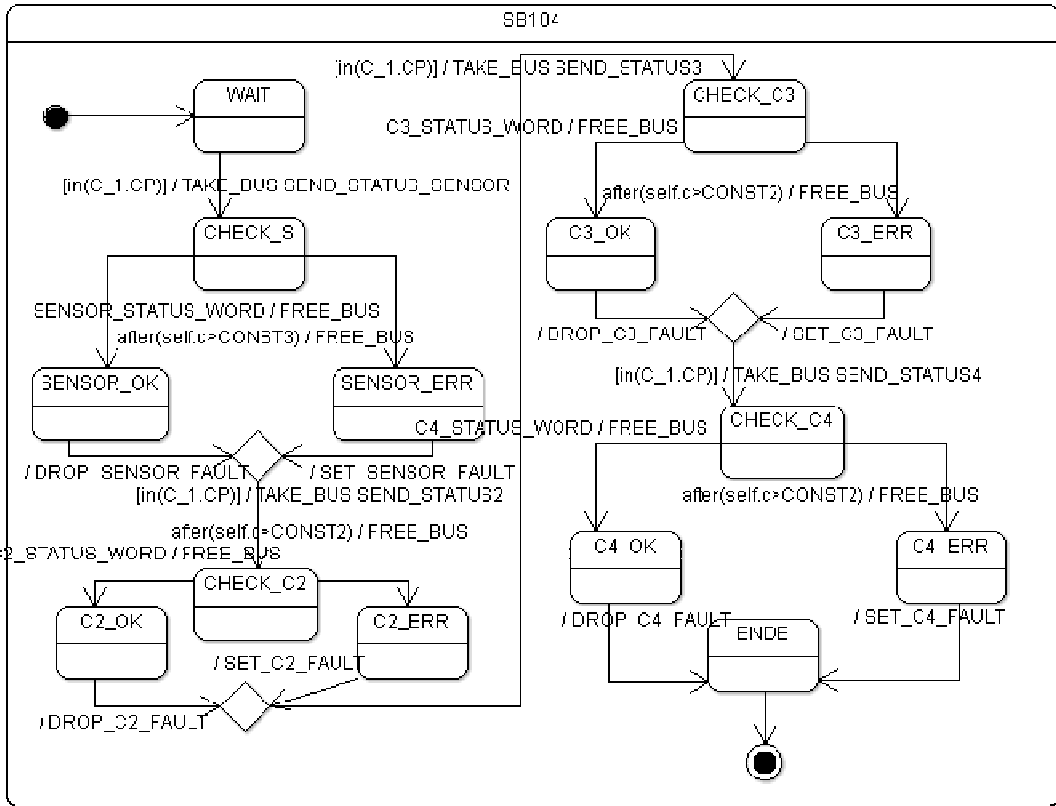 SB104
[in(C_1.CP)] / TAKE_BUS SEND_STATUS3
WAIT
CHECK_C3
C3_STATUS_WORD / FREE_BUS
[in(C_1.CP)] / TAKE_BUS SEND_STATUS_SENSOR
after(self.c>CONST2) / FREE_BUS
CHECK_S
C3_OK
C3_ERR
SENSOR_STATUS_WORD / FREE_BUS
after(self.c>CONST3) / FREE_BUS
/ DROP_C3_FAULT
/ SET_C3_FAULT
SENSOR_OK
SENSOR_ERR
[in(C_1.CP)] / TAKE_BUS SEND_STATUS4
C4_STATUS_WORD / FREE_BUS
CHECK_C4
/ DROP_SENSOR_FAULT
/ SET_SENSOR_FAULT
[in(C_1.CP)] / TAKE_BUS SEND_STATUS2
after(self.c>CONST2) / FREE_BUS
after(self.c>CONST2) / FREE_BUS
2_STATUS_WORD / FREE_BUS
C4_OK
C4_ERR
CHECK_C2
C2_OK
C2_ERR
/ DROP_C4_FAULT
/ SET_C4_FAULT
ENDE
/ SET_C2_FAULT
/ DROP_C2_FAULT